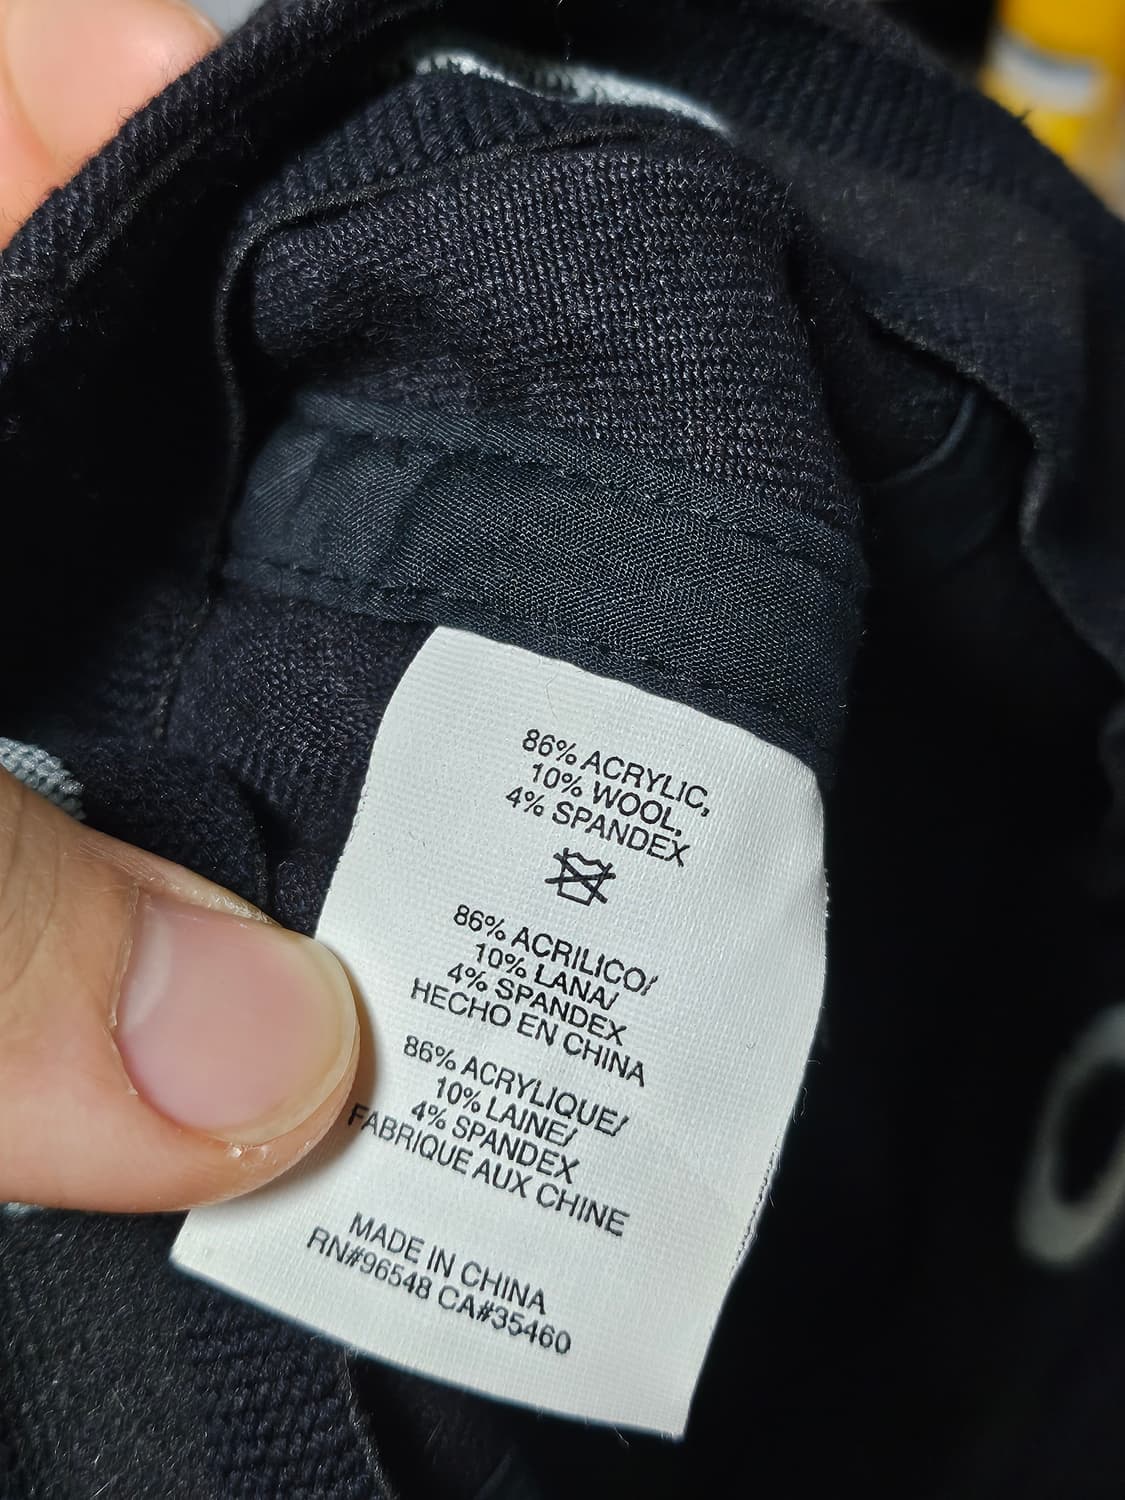 86% ACRYLIC,
10% WOOL,
4% SPANDEX
86% ACRILICO/
10% LANA/
4% SPANDEX
HECHO EN CHINA
86% ACRYLIQUE/
10% LAINE/
4% SPANDEX
FABRIQUE AUX CHINE
MADE IN CHINA
RN#96548 CA#35460